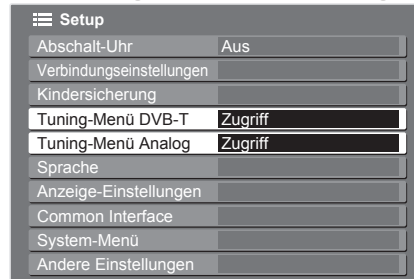 Setup
Abschalt-Uhr Aus
Verbindungseinstellungen
Kindersicherung
Tuning-Menü DVB-T Zugriff
Tuning-Menü Analog Zugriff
Sprache
Anzeige-Einstellungen
Common Interface
System-Menü
Andere Einstellungen